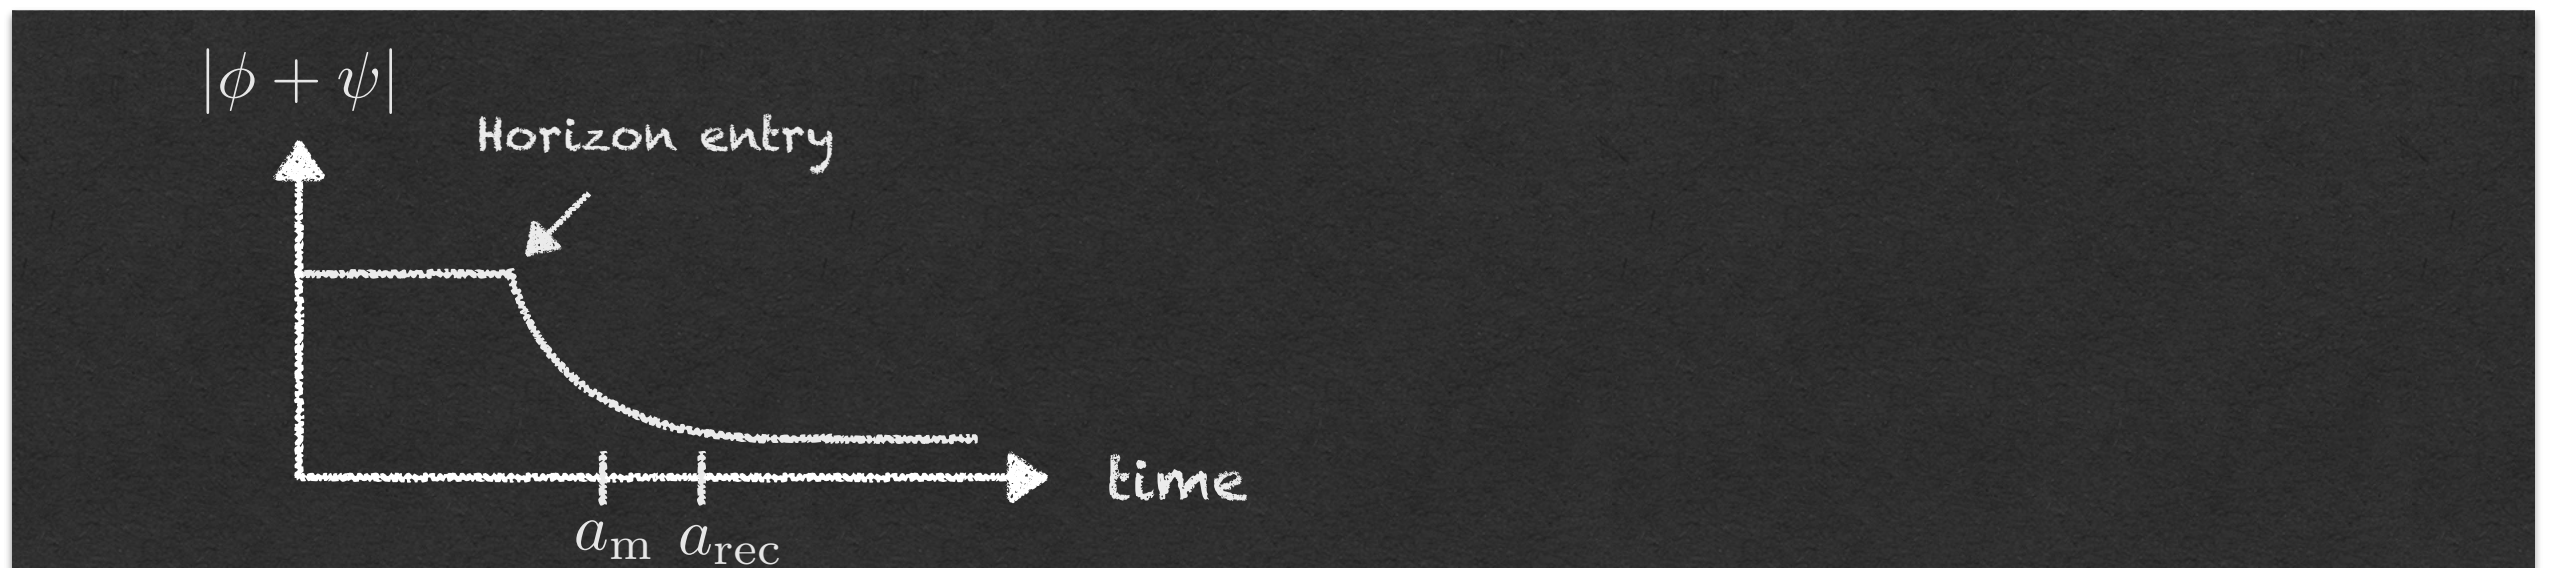 |ϕ + ψ|
Horizon entry
time
a_m a_rec